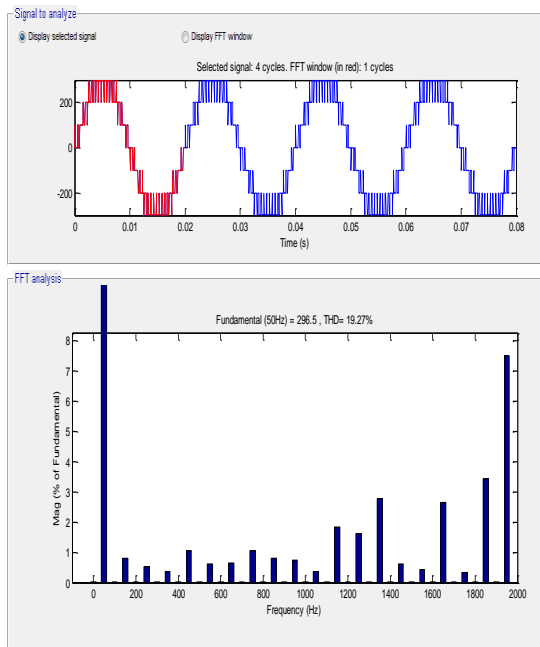 Signal to analyze
Display selected signal Display FFT window
Selected signal: 4 cycles. FFT window (in red): 1 cycles
200
0
-200
0 0.01 0.02 0.03 0.04 0.05 0.06 0.07 0.08
Time (s)
FFT analysis
Fundamental (50Hz) = 296.5 , THD= 19.27%
8
7
6
5
4
3
2
1
0
Mag (% of Fundamental)
0 200 400 600 800 1000 1200 1400 1600 1800 2000
Frequency (Hz)